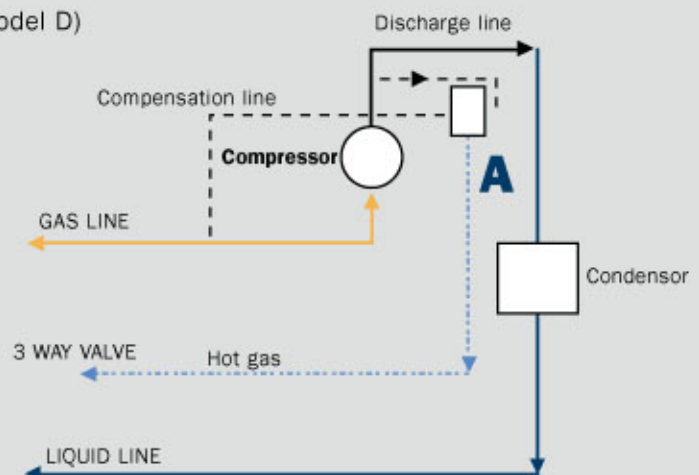 odel D)
Discharge line
Compensation line
Compressor
A
GAS LINE
Condensor
3 WAY VALVE
Hot gas
LIQUID LINE